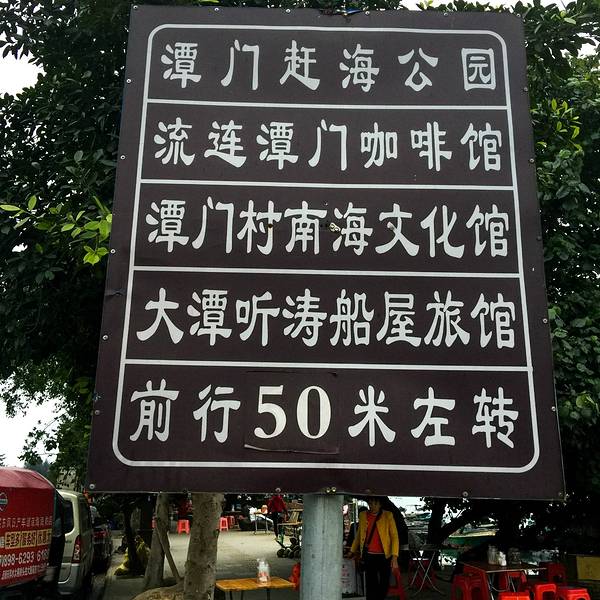 潭门赶海公园
流连潭门咖啡馆
潭门村南海文化馆
大潭听涛船屋旅馆
前行50米左转